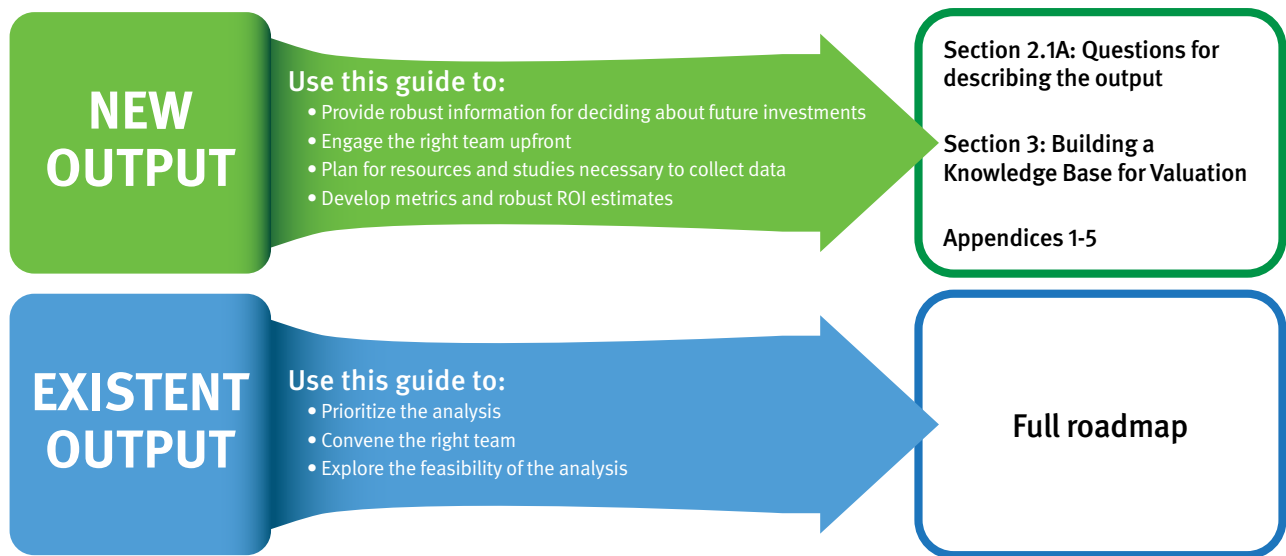 NEW
OUTPUT
Use this guide to:
• Provide robust information for deciding about future investments
• Engage the right team upfront
• Plan for resources and studies necessary to collect data
• Develop metrics and robust ROI estimates
Section 2.1A: Questions for
describing the output
Section 3: Building a
Knowledge Base for Valuation
Appendices 1-5
EXISTENT
OUTPUT
Use this guide to:
• Prioritize the analysis
• Convene the right team
• Explore the feasibility of the analysis
Full roadmap